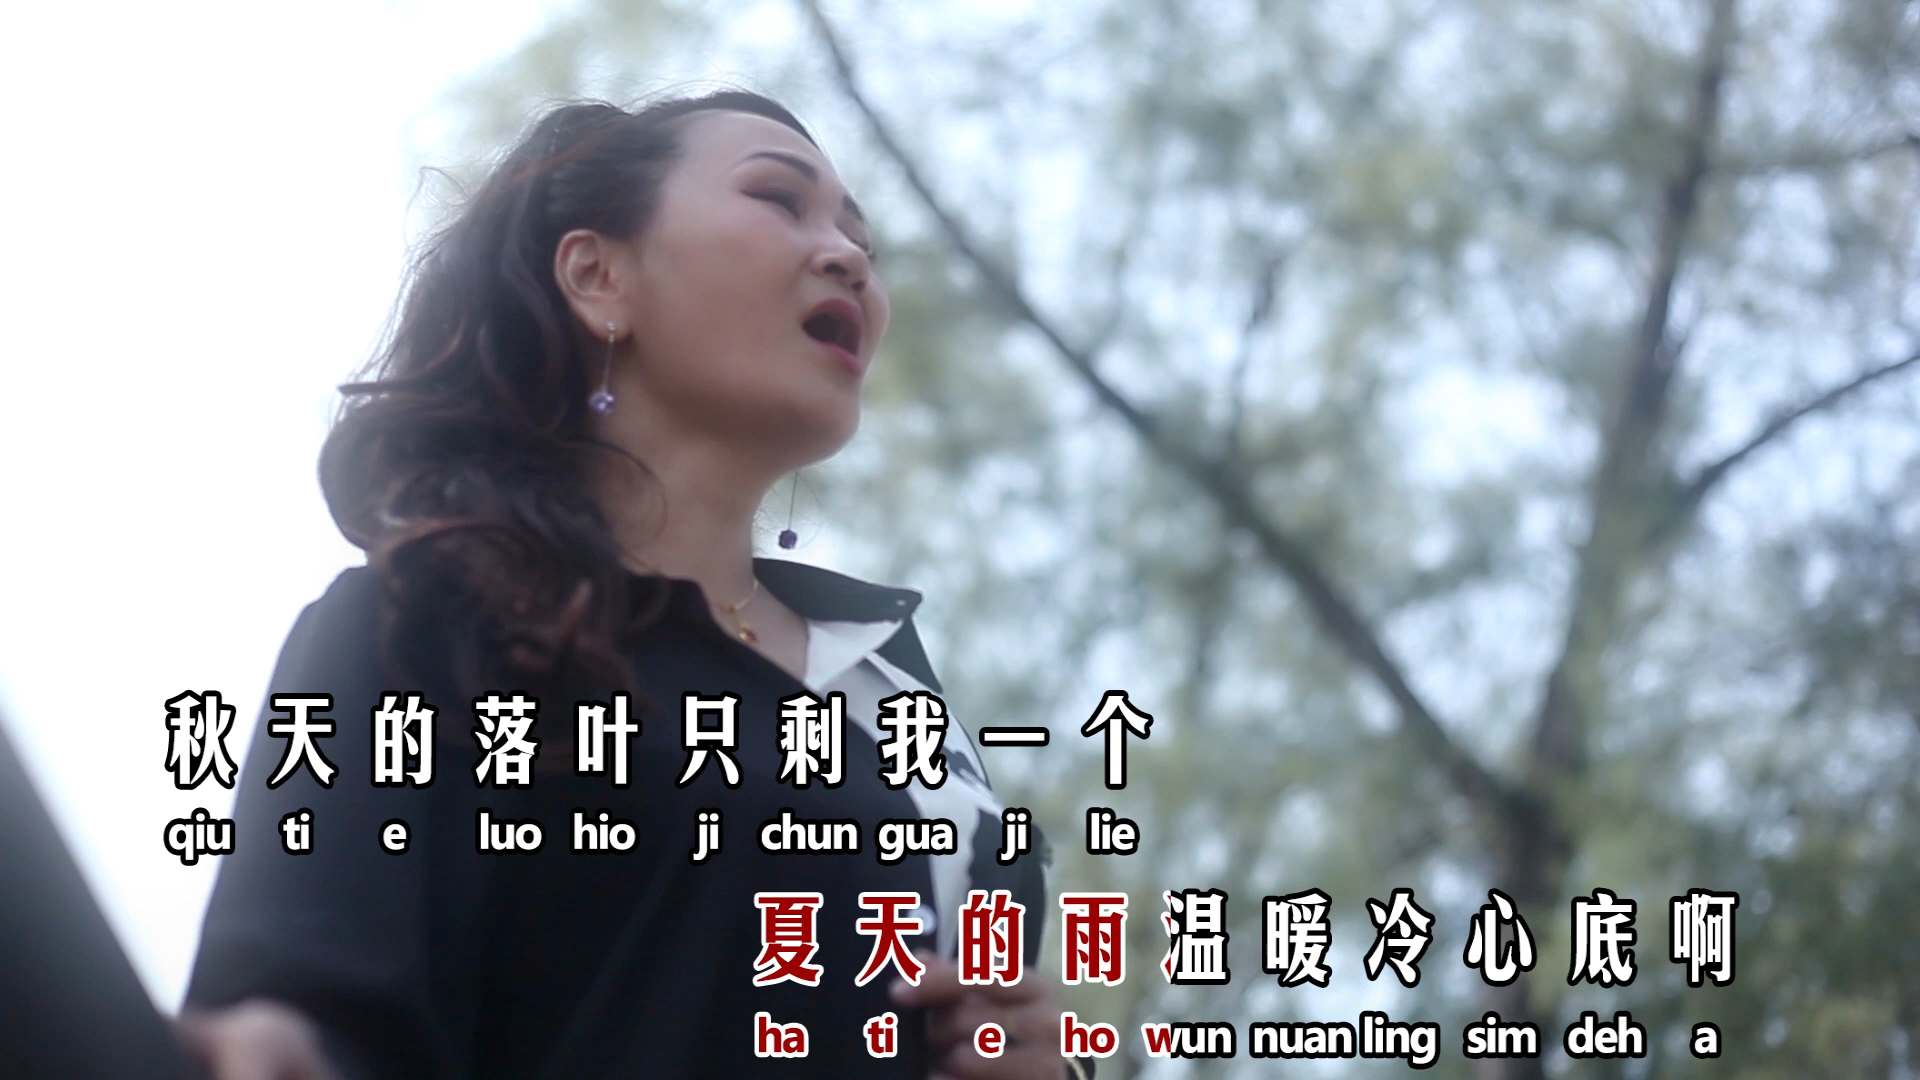 秋天的落叶只剩我一个
qiu ti e luo hio ji chun gua ji lie
夏天的雨温暖冷心底啊
ha ti e ho wun nuan ling sim deh a